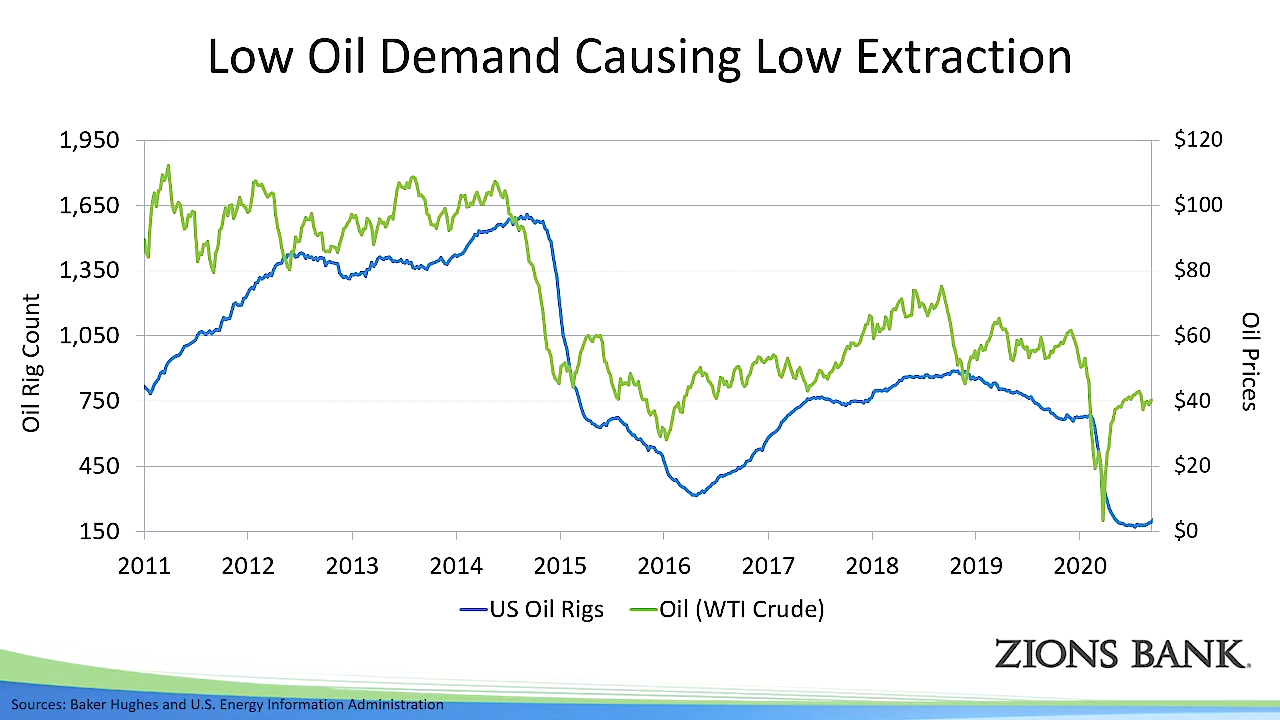 Low Oil Demand Causing Low Extraction
1,950
1,650
1,350
1,050
750
450
150
Oil Rig Count
$120
$100
$80
$60
$40
$20
$0
Oil Prices
2011 2012 2013 2014 2015 2016 2017 2018 2019 2020
US Oil Rigs Oil (WTI Crude)
ZIONS BANK®
Sources: Baker Hughes and U.S. Energy Information Administration